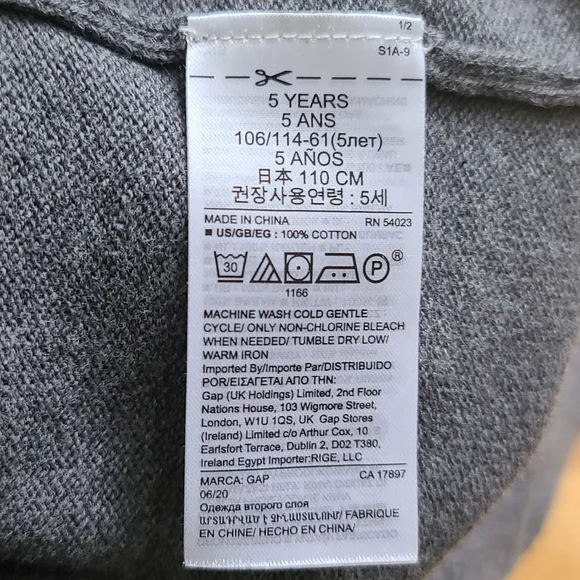 1/2
S1A-9
5 YEARS
5 ANS
106/114-61(5лет)
5 AÑOS
日本 110 CM
권장사용연령 : 5세
MADE IN CHINA RN 54023
■ US/GB/EG : 100% COTTON
30 P ®
1166
MACHINE WASH COLD GENTLE
CYCLE/ ONLY NON-CHLORINE BLEACH
WHEN NEEDED/ TUMBLE DRY LOW/
WARM IRON
Imported By/Importe Par/DISTRIBUIDO
POR/ΕΙΣΑΓΕΤΑΙ ΑΠΟ ΤΗΝ:
Gap (UK Holdings) Limited, 2nd Floor
Nations House, 103 Wigmore Street,
London, W1U 1QS, UK Gap Stores
(Ireland) Limited c/o Arthur Cox, 10
Earlsfort Terrace, Dublin 2, D02 T380,
Ireland Egypt Importer:RIGE, LLC
MARCA: GAP CA 17897
06/20
Одежда второго слоя
ԱՐՏԱԴՐՎԱԾ Է ՉԻՆԱՍՏԱՆՈՒՄ/ FABRIQUE
EN CHINE/ HECHO EN CHINA/